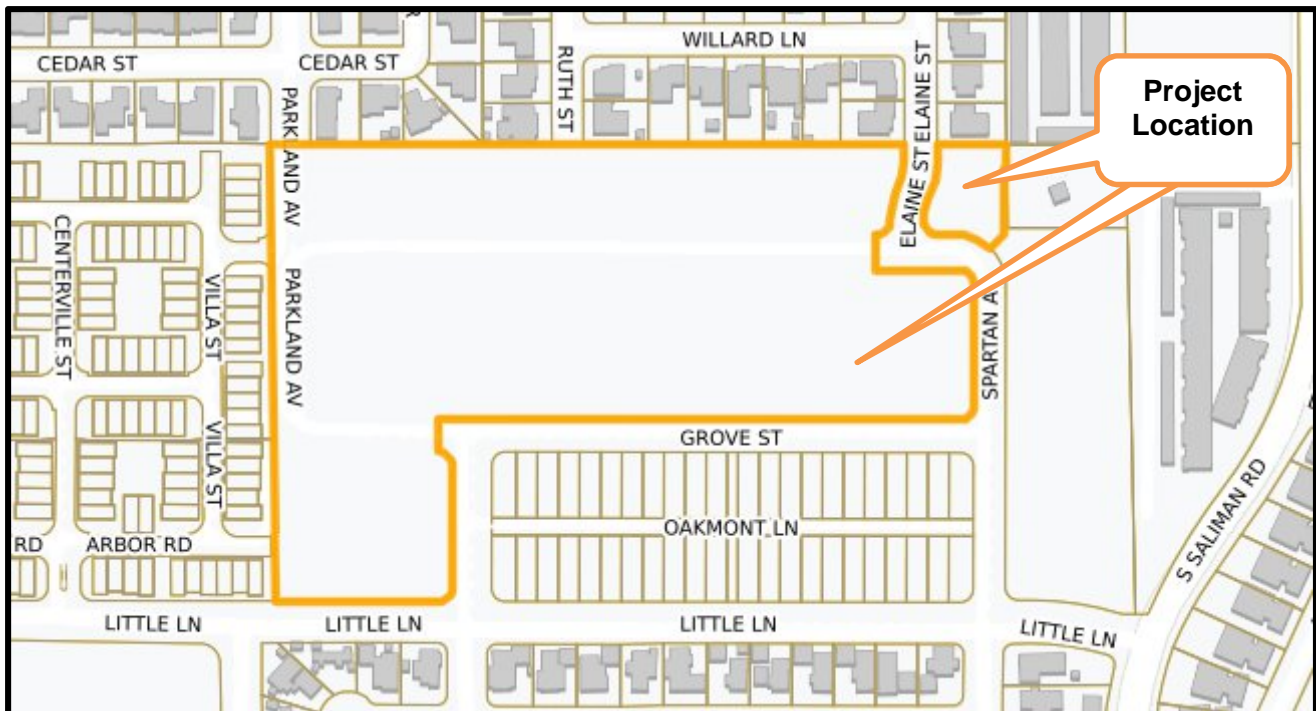 WILLARD LN
CEDAR ST
CEDAR ST
RUTH ST
ELAINE ST
Project
Location
PARKLAND AV
ELAINE ST
CENTERVILLE ST
VILLA ST
PARKLAND AV
SPARTAN A
GROVE ST
VILLA ST
OAKMONT LN
S SALIMAN RD
RD
ARBOR RD
LITTLE LN
LITTLE LN
LITTLE LN
LITTLE LN